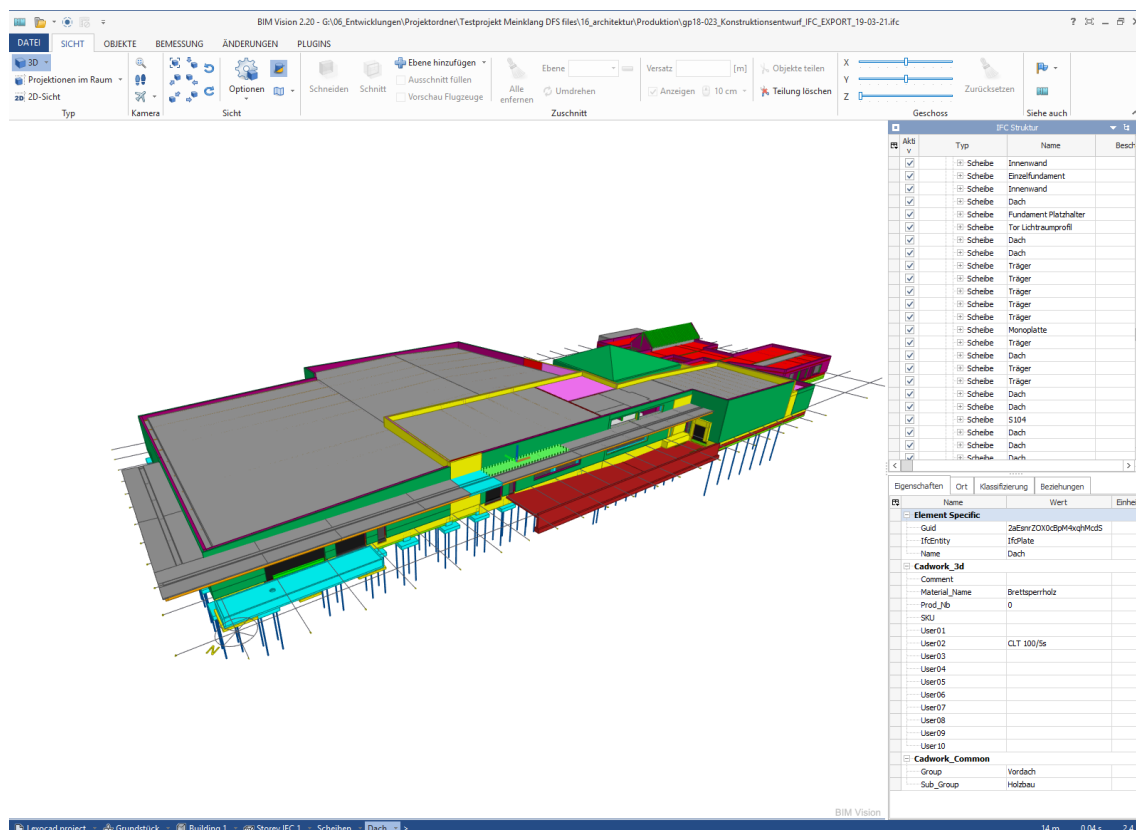 BIM Vision 2.20 - G:\06_Entwicklungen\Projektordner\Testprojekt Meinklang DFS files\16_architektur\Produktion\gp18-023_Konstruktionsentwurf_IFC_EXPORT_19-03-21.ifc
DATEI SICHT OBJEKTE BEMESSUNG ÄNDERUNGEN PLUGINS
3D
Projektionen im Raum
2D 2D-Sicht
Typ
Kamera
Optionen
Sicht
Schneiden Schnitt
Ebene hinzufügen
Ausschnitt füllen
Vorschau Flugzeuge
Alle enfernen
Ebene
Umdrehen
Versatz [m]
Anzeigen 10 cm
Objekte teilen
Teilung löschen
Zuschnitt
X
Y
Z
Zurücksetzen
Geschoss
Siehe auch
IFC Struktur
Aktiv Typ Name Besch
Scheibe Innenwand
Scheibe Einzelfundament
Scheibe Innenwand
Scheibe Dach
Scheibe Fundament Platzhalter
Scheibe Tor Lichtraumprofil
Scheibe Dach
Scheibe Dach
Scheibe Träger
Scheibe Träger
Scheibe Träger
Scheibe Träger
Scheibe Träger
Scheibe Monoplatte
Scheibe Träger
Scheibe Dach
Scheibe Träger
Scheibe Träger
Scheibe Dach
Scheibe Dach
Scheibe S104
Scheibe Dach
Scheibe Dach
Scheibe Dach
Eigenschaften Ort Klassifizierung Beziehungen
Name Wert Einhe
Element Specific
Guid 2aEsnrZOX0cBpM4xqhMcdS
IfcEntity IfcPlate
Name Dach
Cadwork_3d
Comment
Material_Name Brettsperrholz
Prod_Nb 0
SKU
User01
User02 CLT 100/5s
User03
User04
User05
User06
User07
User08
User09
User10
Cadwork_Common
Group Vordach
Sub_Group Holzbau
N
BIM Vision
Lexocad project Grundstück Building 1 Storey IFC 1 Scheiben Dach > 14 m 0.04 s 2.4